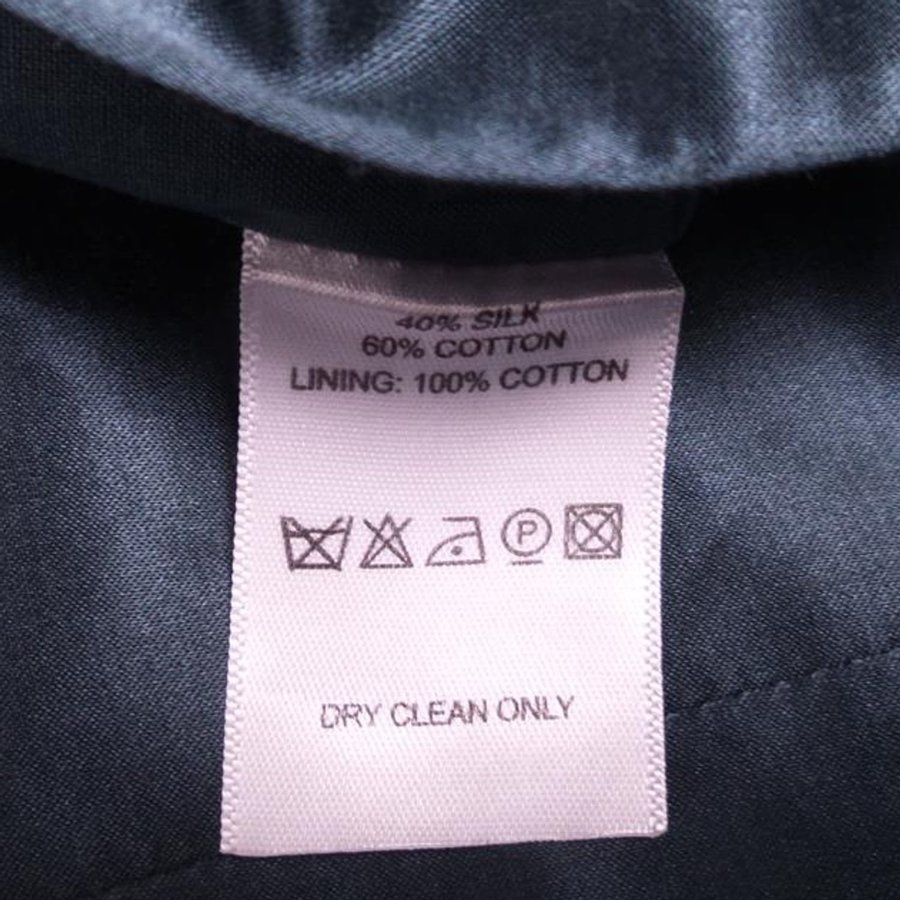 40% SILK
60% COTTON
LINING: 100% COTTON
P
DRY CLEAN ONLY